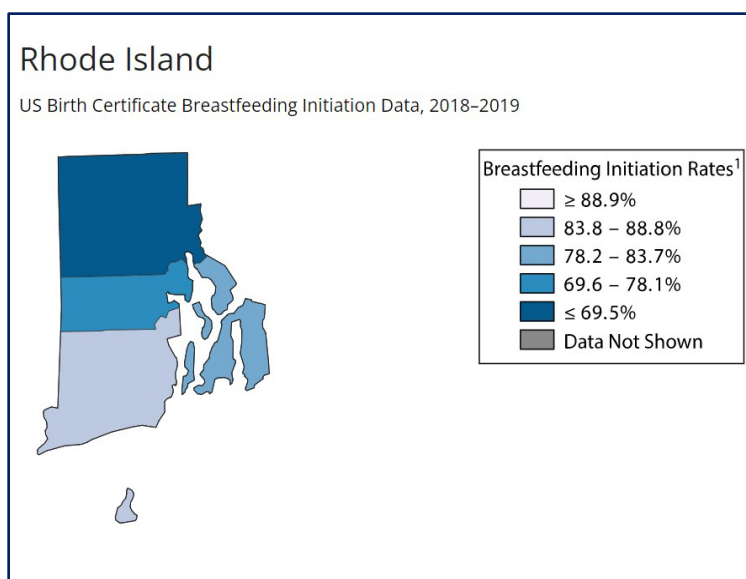 Rhode Island
US Birth Certificate Breastfeeding Initiation Data, 2018–2019
Breastfeeding Initiation Rates¹
≥ 88.9%
83.8 – 88.8%
78.2 – 83.7%
69.6 – 78.1%
≤ 69.5%
Data Not Shown